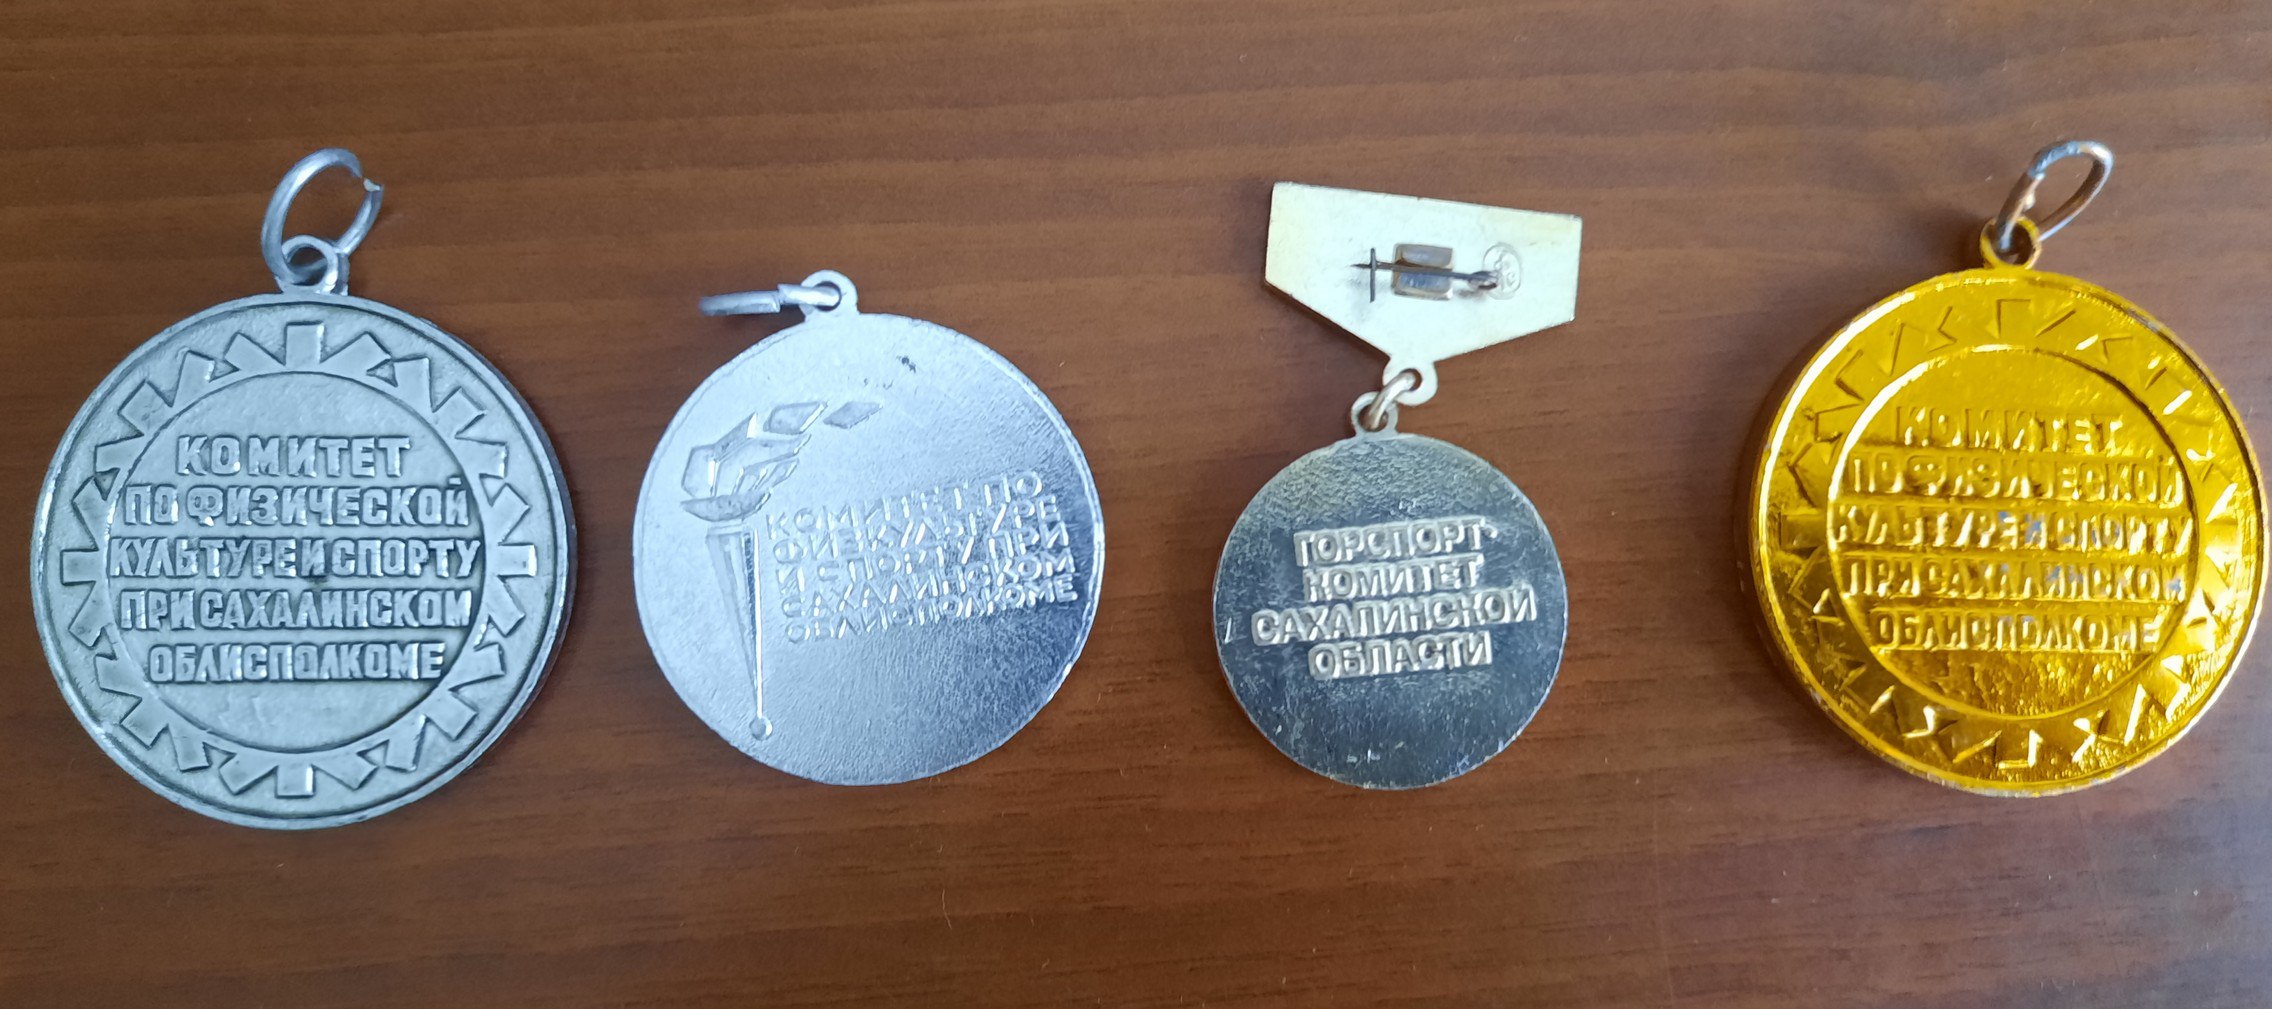 КОМИТЕТ
ПО ФИЗИЧЕСКОЙ
КУЛЬТУРЕ И СПОРТУ
ПРИ САХАЛИНСКОМ
ОБЛИСПОЛКОМЕ
КОМИТЕТ ПО
ФИЗКУЛЬТУРЕ
И СПОРТУ ПРИ
САХАЛИНСКОМ
ОБЛИСПОЛКОМЕ
ГОРСПОРТ-
КОМИТЕТ
САХАЛИНСКОЙ
ОБЛАСТИ
КОМИТЕТ
ПО ФИЗИЧЕСКОЙ
КУЛЬТУРЕ И СПОРТУ
ПРИ САХАЛИНСКОМ
ОБЛИСПОЛКОМЕ